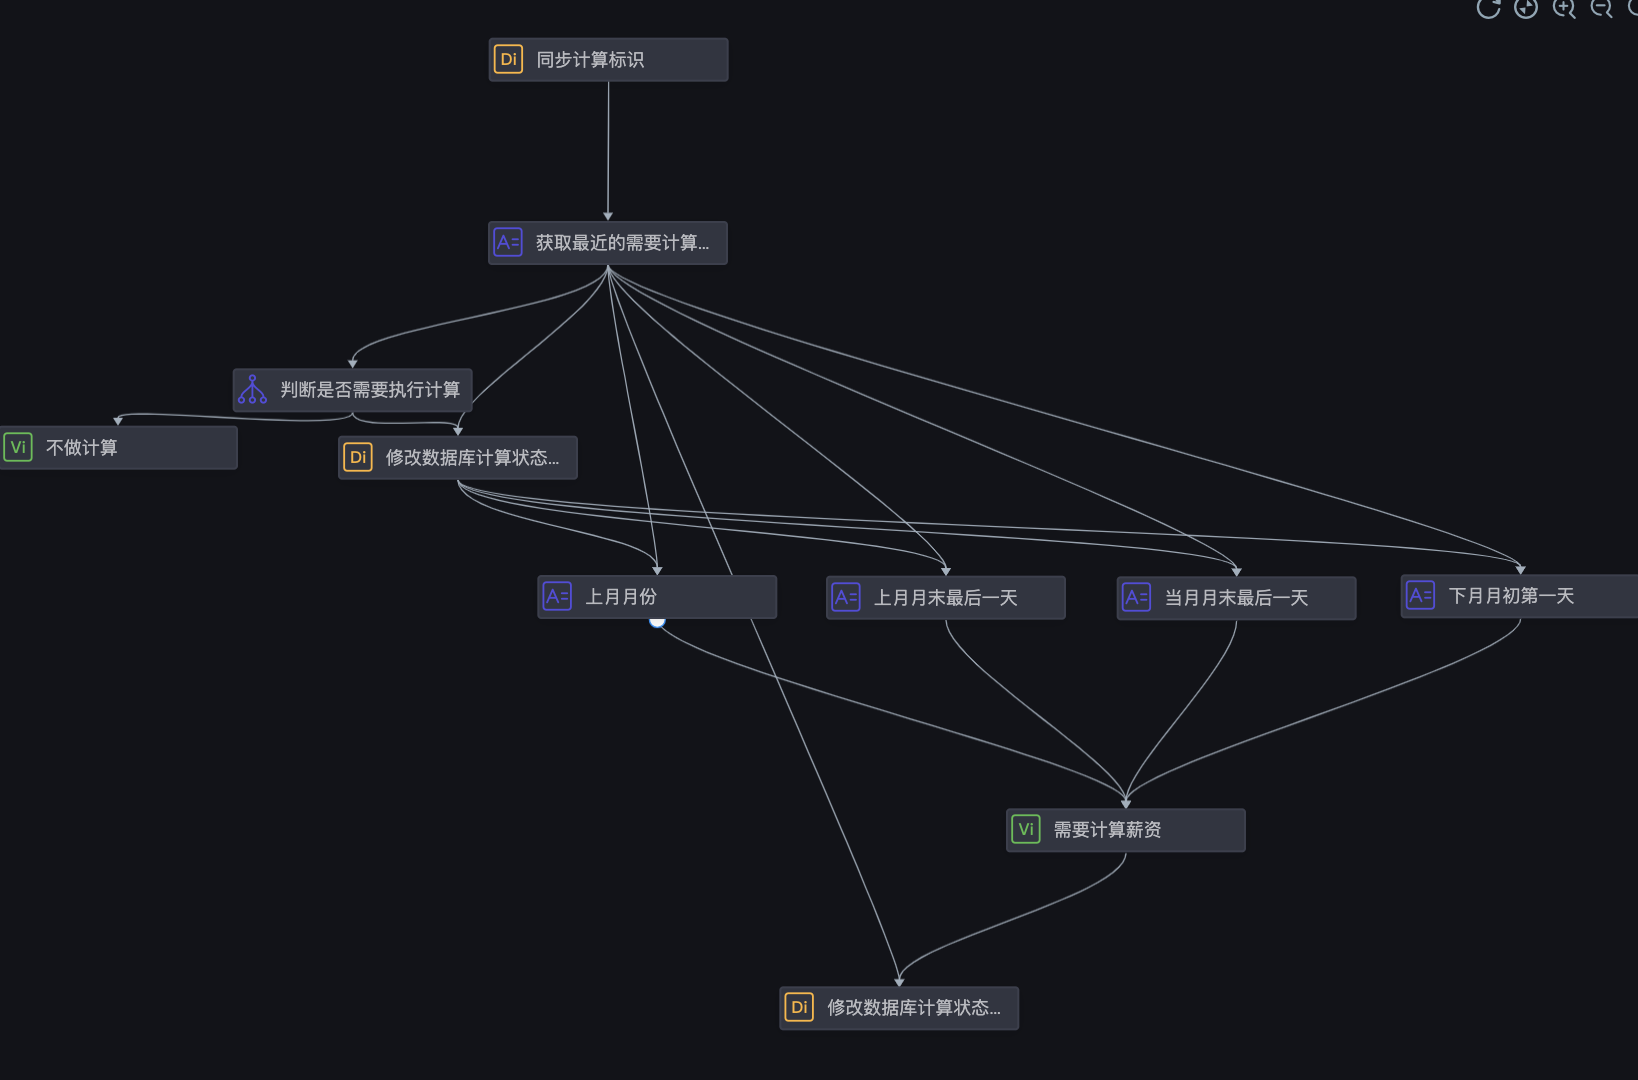 Di 同步计算标识
A= 获取最近的需要计算...
判断是否需要执行计算
Vi 不做计算
Di 修改数据库计算状态...
A= 上月月份
A= 上月月末最后一天
A= 当月月末最后一天
A= 下月月初第一天
Vi 需要计算薪资
Di 修改数据库计算状态...